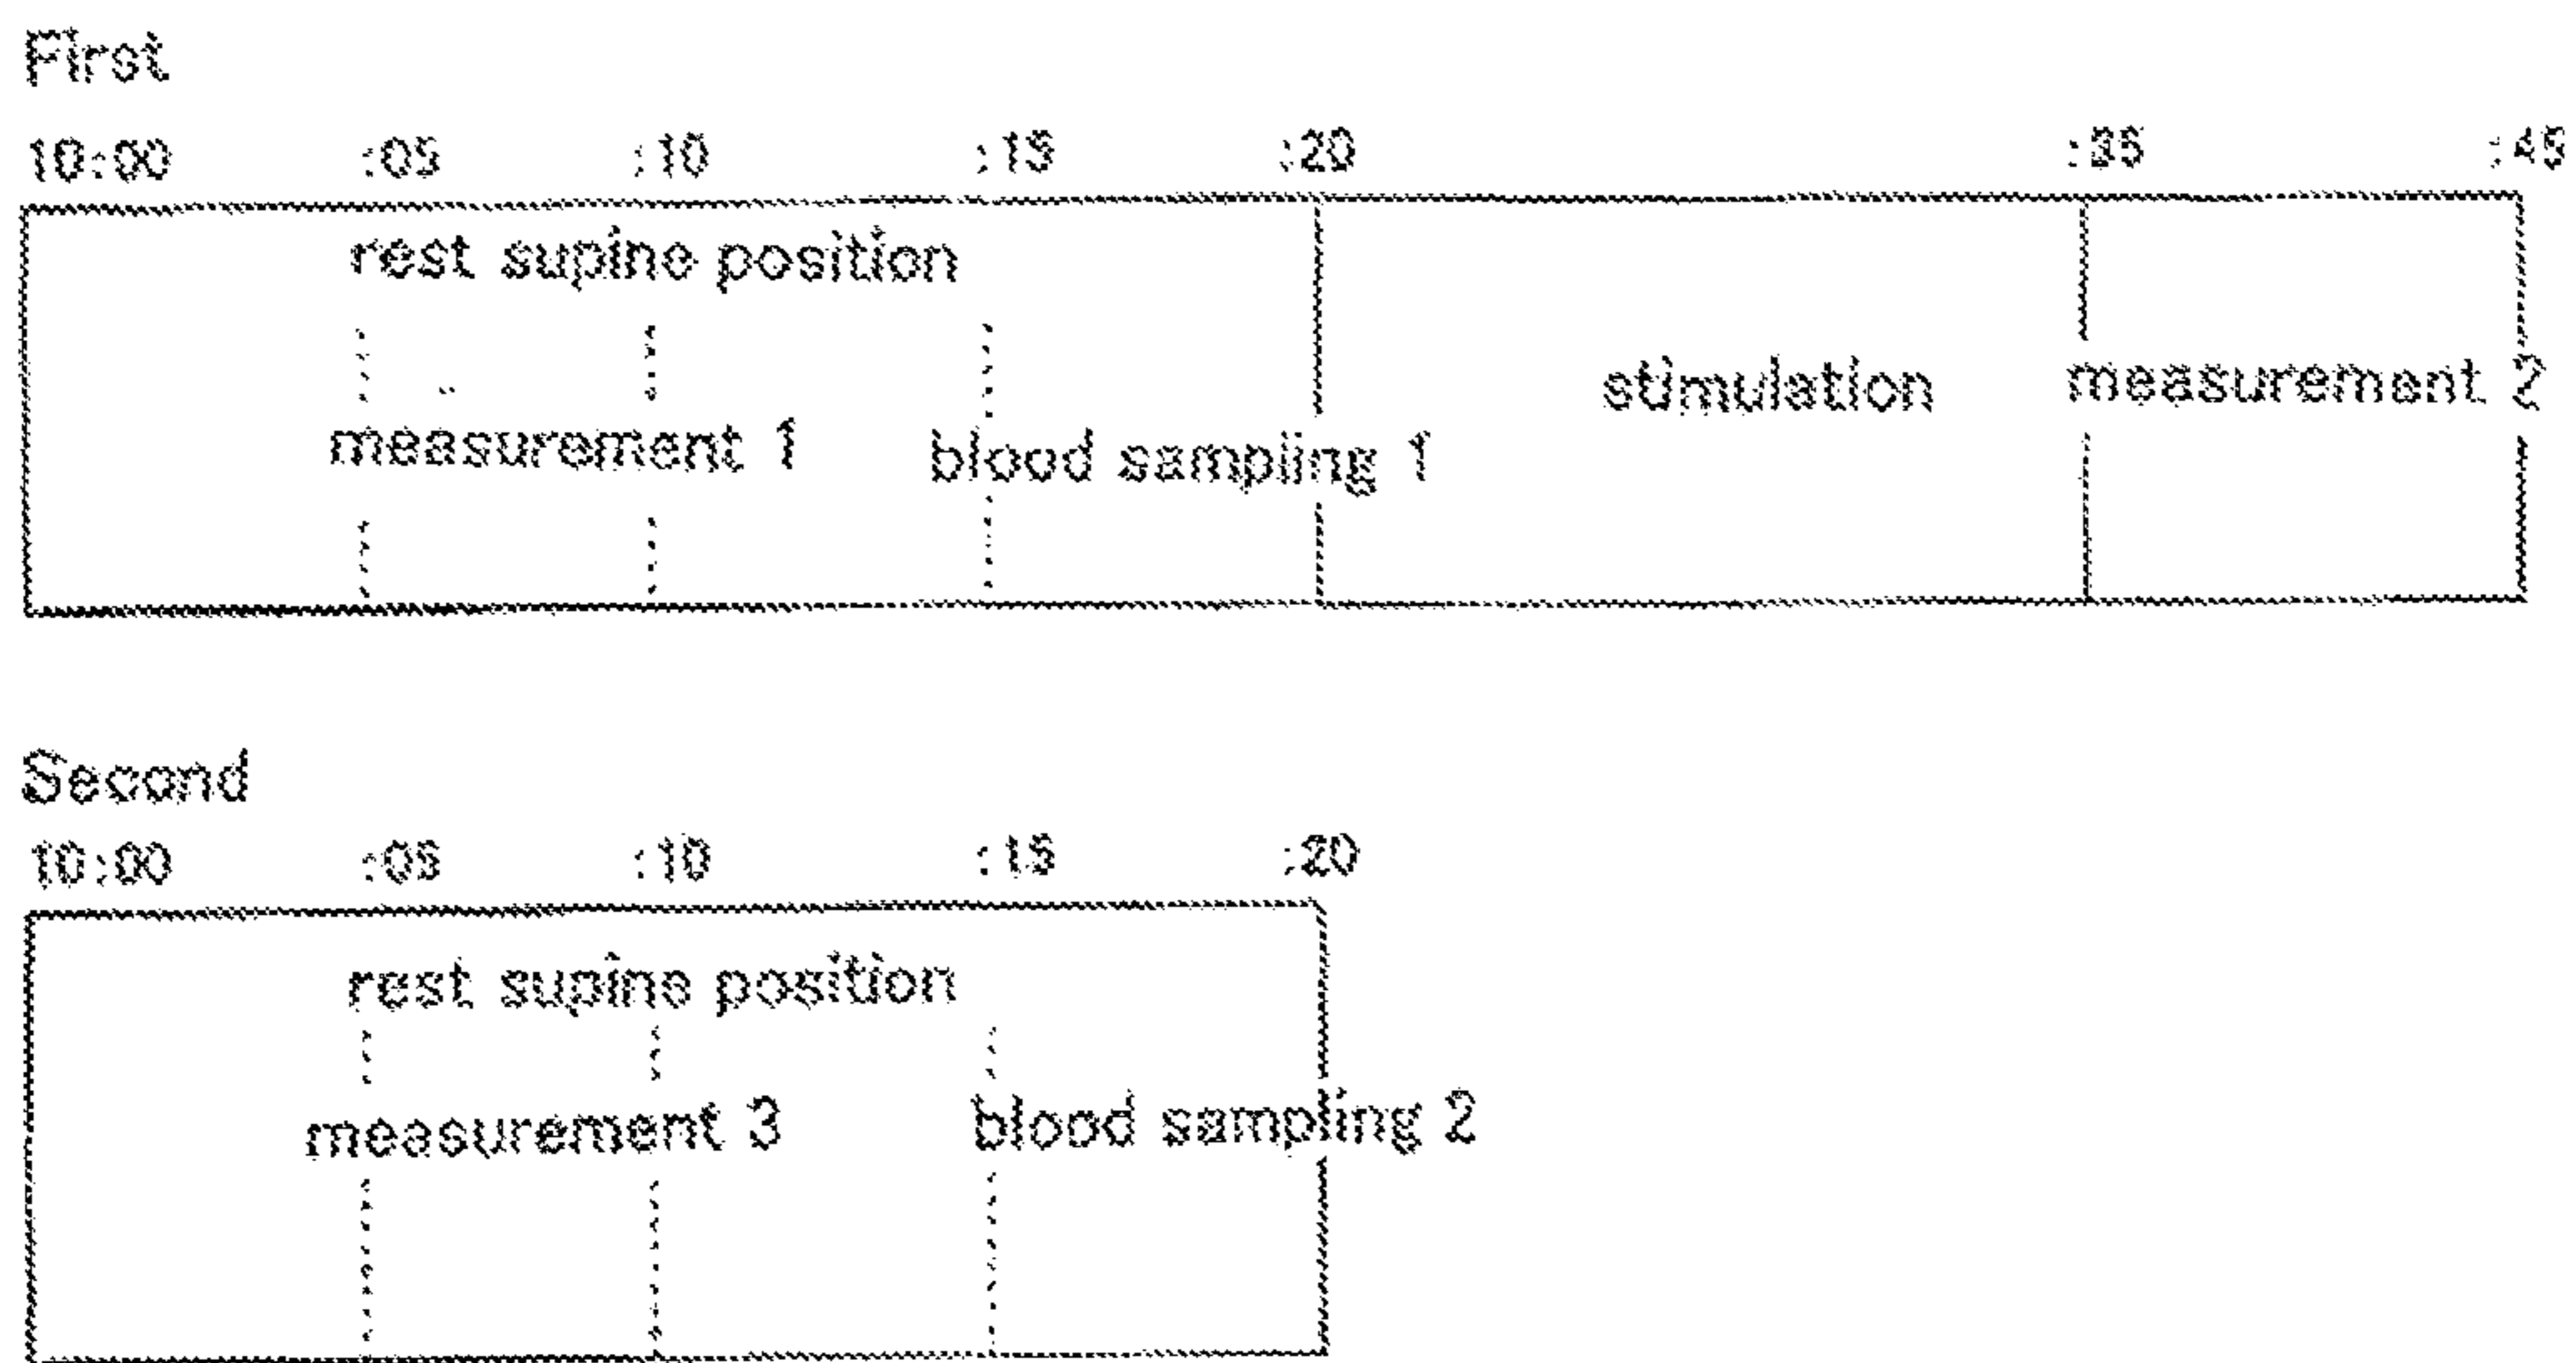 First
10:00 :05 :10 :15 :20 :35 :45
rest supine position
stimulation measurement 2
measurement 1 blood sampling 1
Second
10:00 :05 :10 :15 :20
rest supine position
measurement 3 blood sampling 2